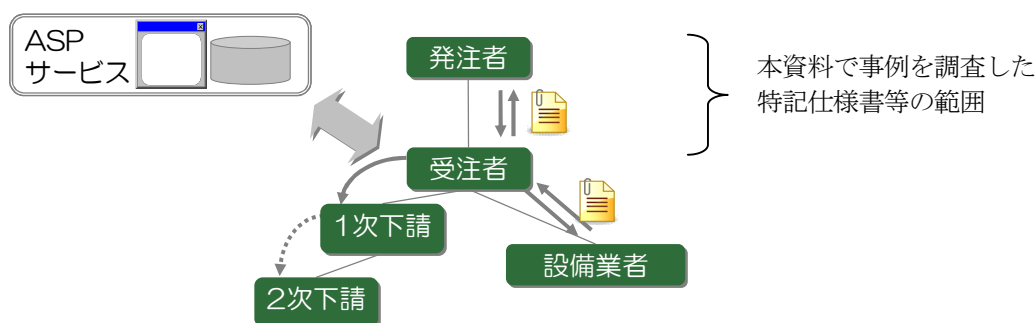 ASP
サービス
発注者
本資料で事例を調査した
特記仕様書等の範囲
受注者
1次下請
設備業者
2次下請